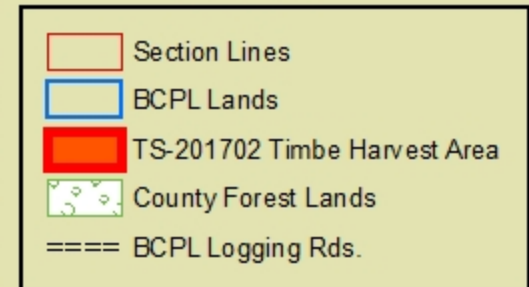 Section Lines
BCPL Lands
TS-201702 Timbe Harvest Area
County Forest Lands
BCPL Logging Rds.